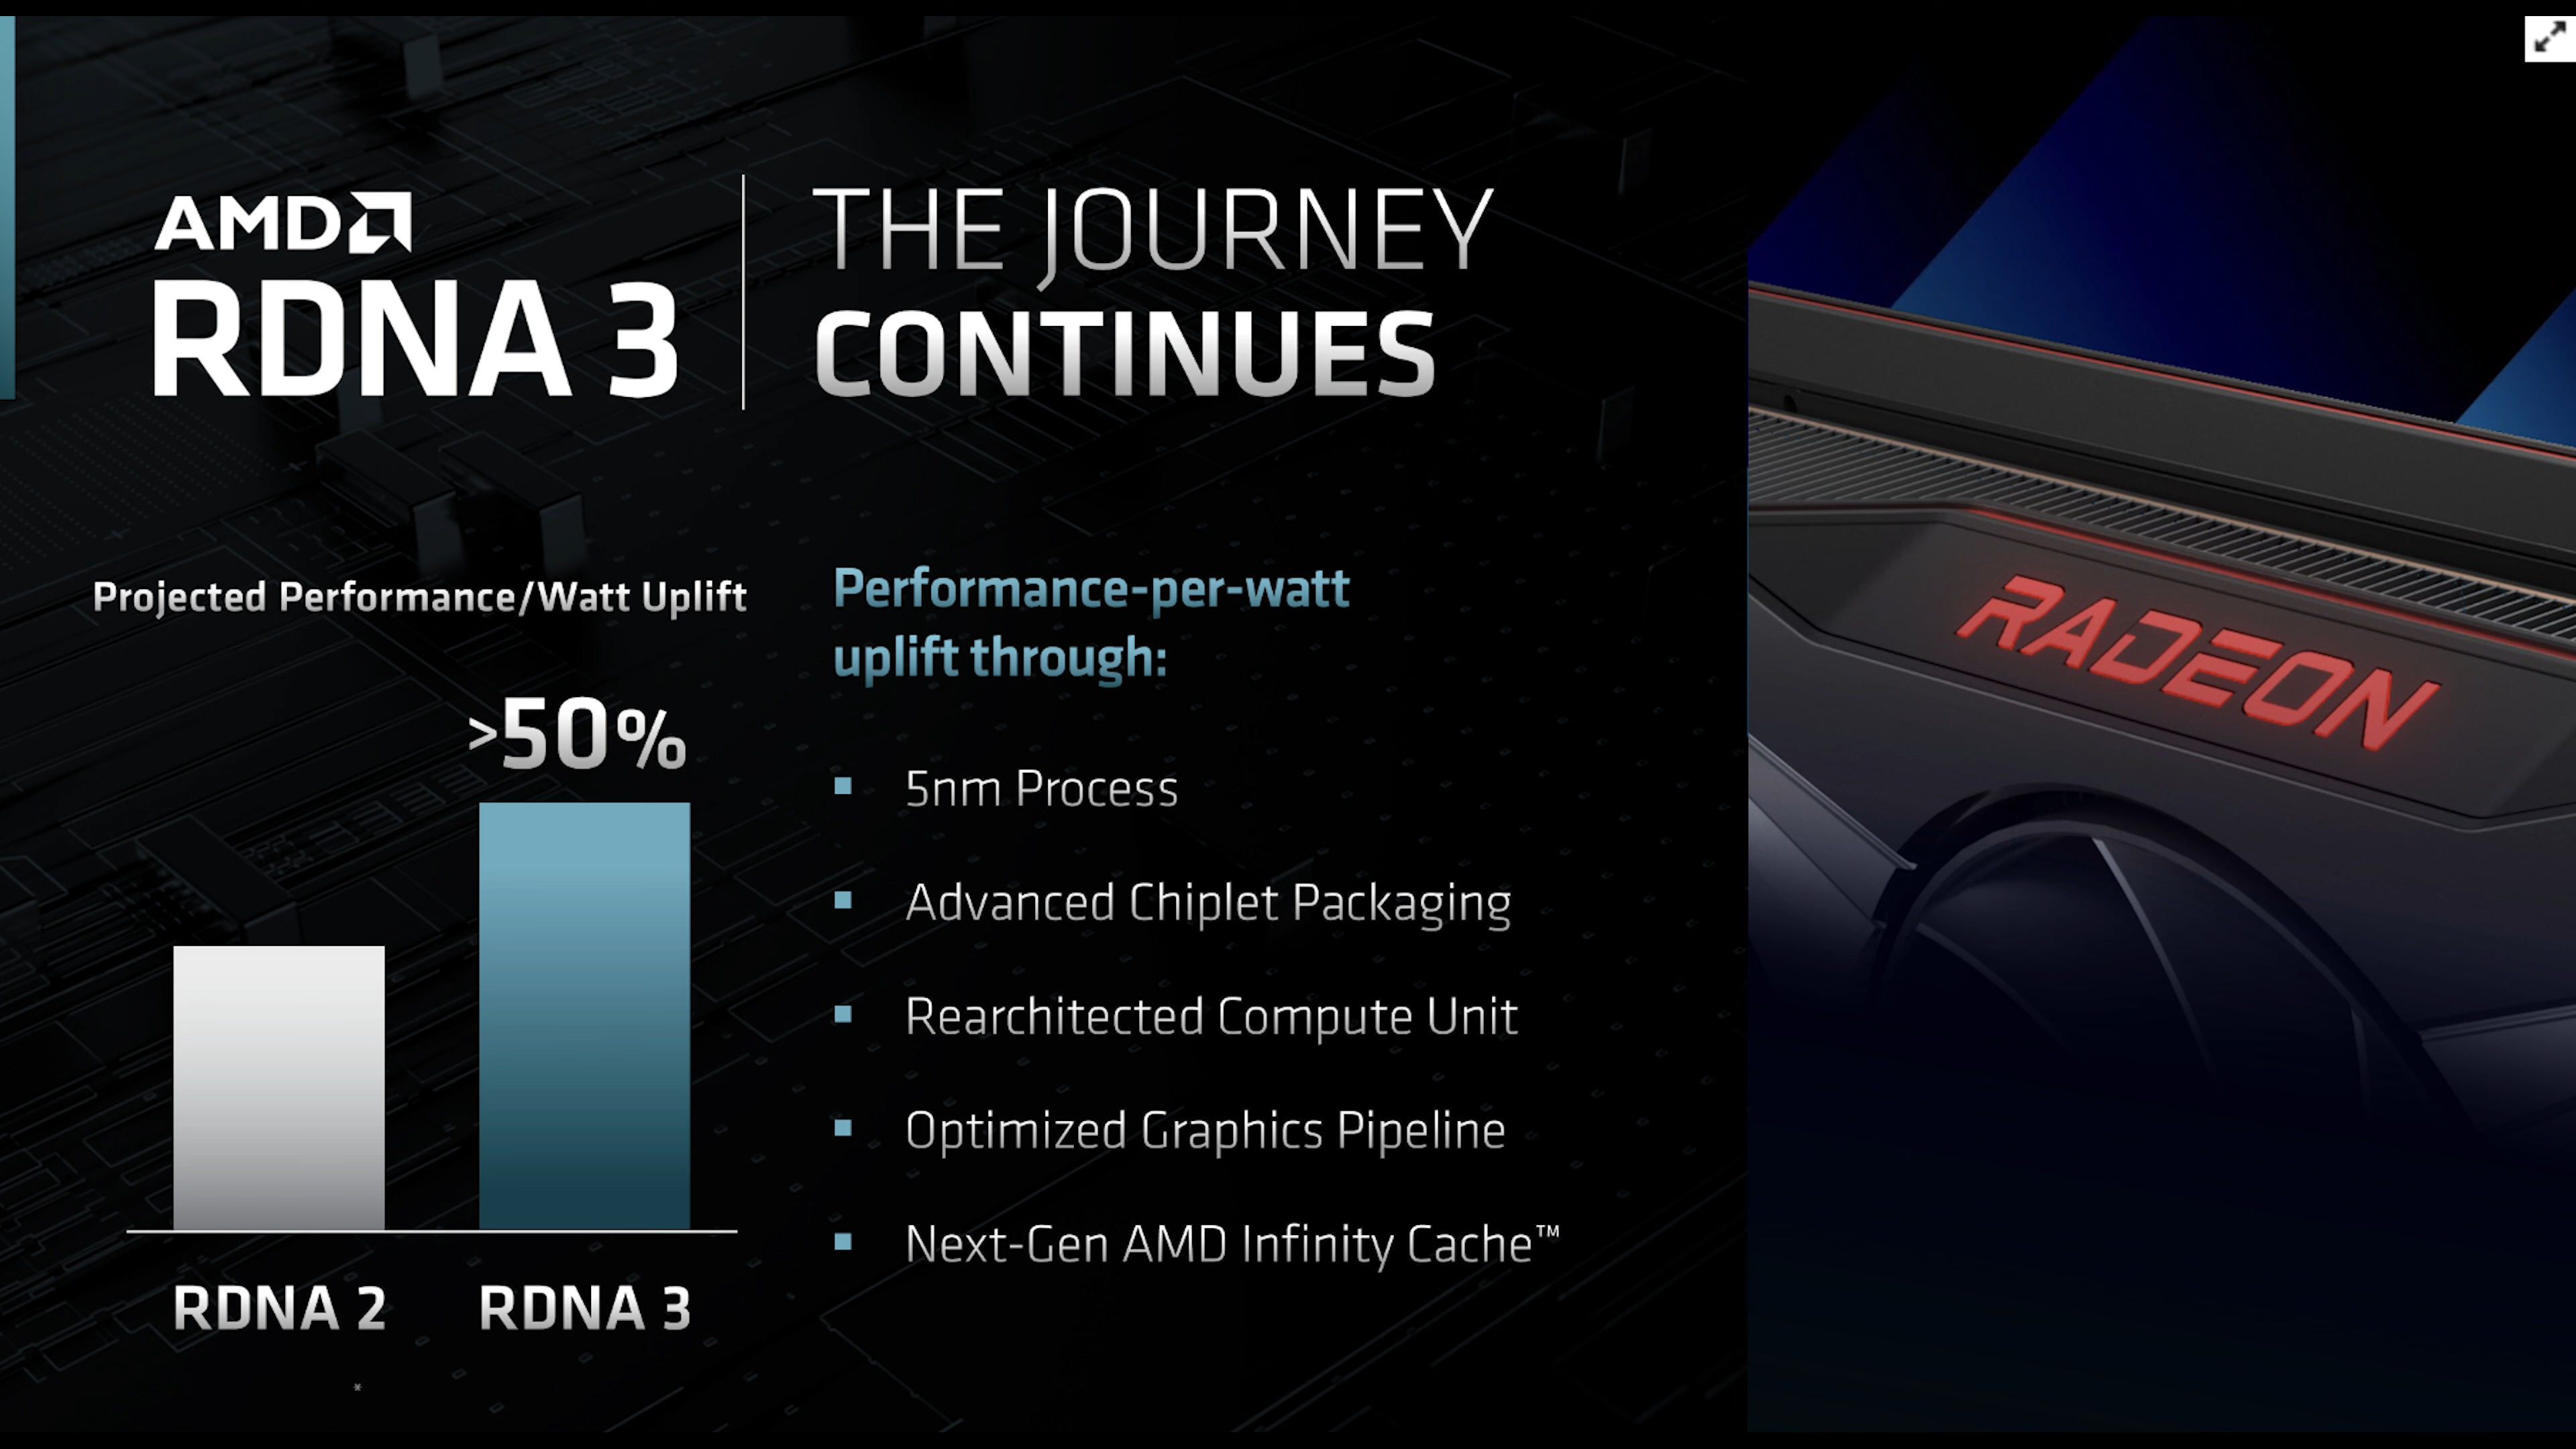 AMD
RDNA 3
THE JOURNEY
CONTINUES
Projected Performance/Watt Uplift
>50%
RDNA 2
RDNA 3
*
Performance-per-watt
uplift through:
▪ 5nm Process
▪ Advanced Chiplet Packaging
▪ Rearchitected Compute Unit
▪ Optimized Graphics Pipeline
▪ Next-Gen AMD Infinity Cache™
RADEON